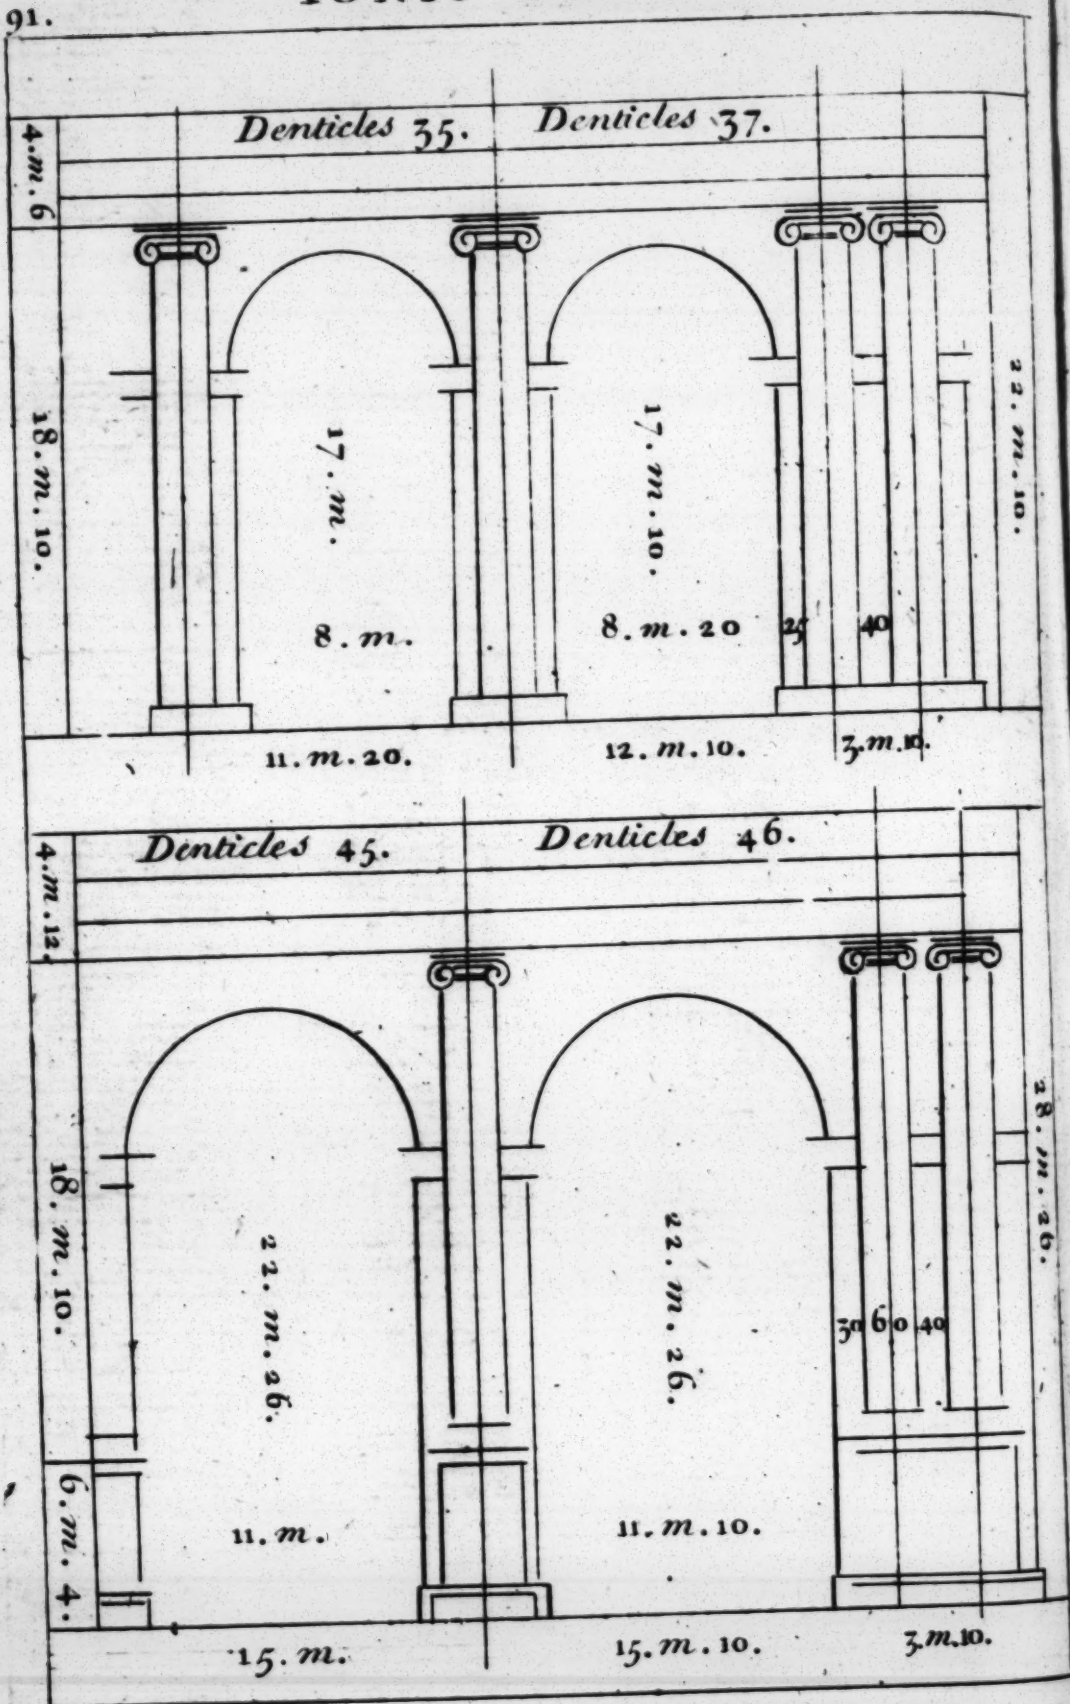 91.
Denticles 35. Denticles 37.
4.m.6
18.m.10.
17.m.
17.m.10.
22.m.10.
8.m. 8.m.20 25 40
11.m.20. 12.m.10. 3.m.10.
Denticles 45. Denticles 46.
4.m.12.
18.m.10.
22.m.26.
22.m.26.
28.m.26.
30 60 40
6.m.4.
11.m. 11.m.10.
15.m. 15.m.10. 3.m.10.